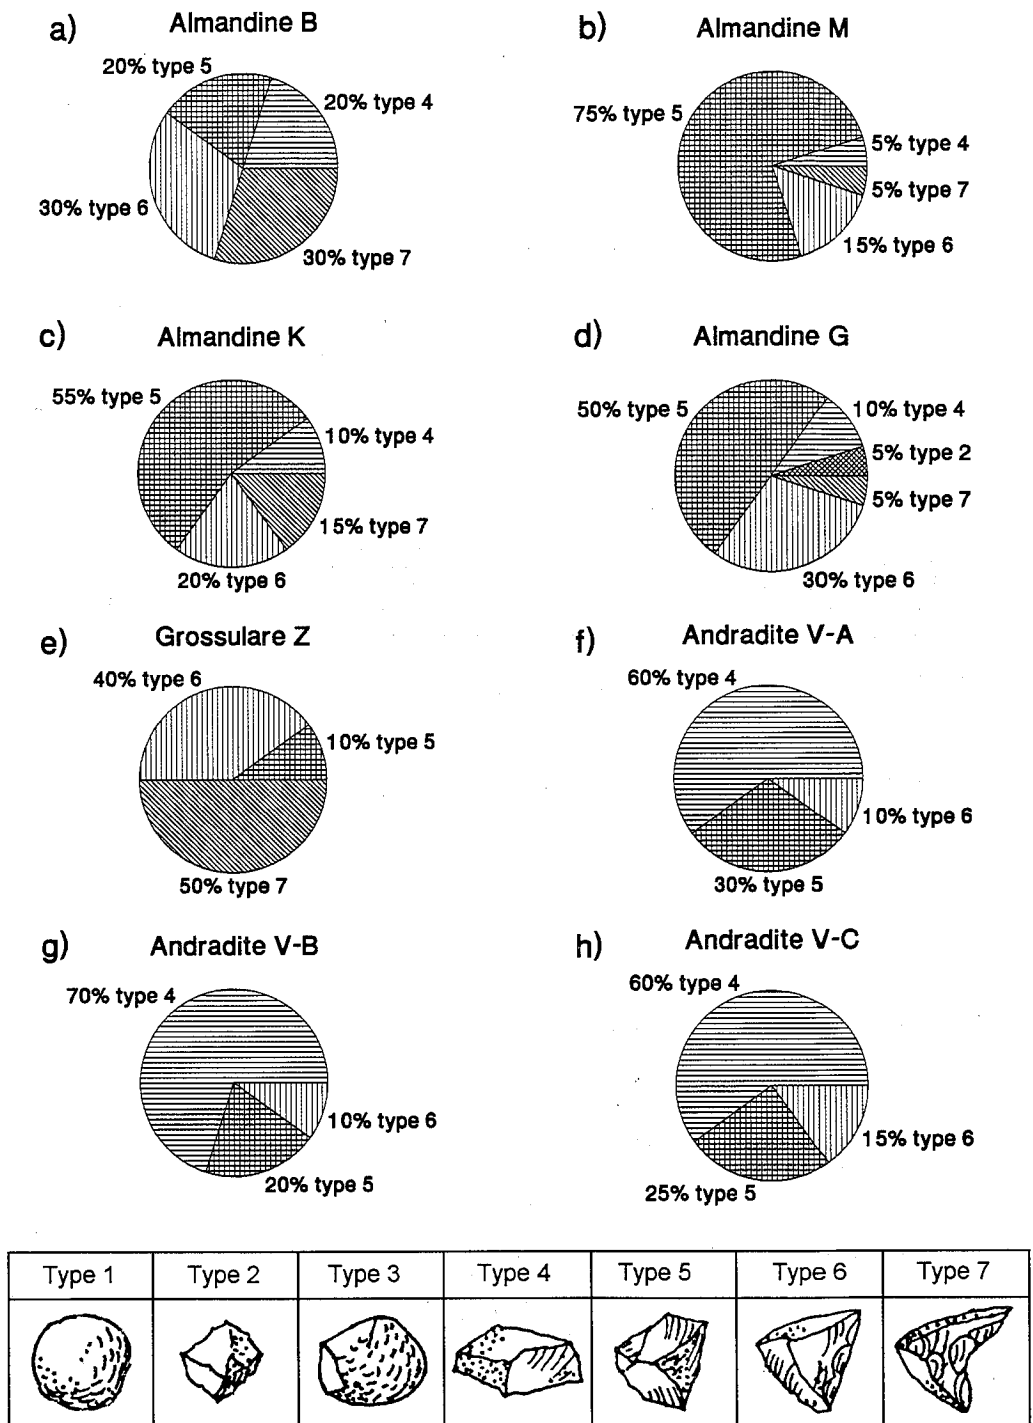 a) Almandine B
20% type 5
20% type 4
30% type 6
30% type 7
b) Almandine M
75% type 5
5% type 4
5% type 7
15% type 6
c) Almandine K
55% type 5
10% type 4
15% type 7
20% type 6
d) Almandine G
50% type 5
10% type 4
5% type 2
5% type 7
30% type 6
e) Grossulare Z
40% type 6
10% type 5
50% type 7
f) Andradite V-A
60% type 4
10% type 6
30% type 5
g) Andradite V-B
70% type 4
10% type 6
20% type 5
h) Andradite V-C
60% type 4
15% type 6
25% type 5
Type 1 Type 2 Type 3 Type 4 Type 5 Type 6 Type 7